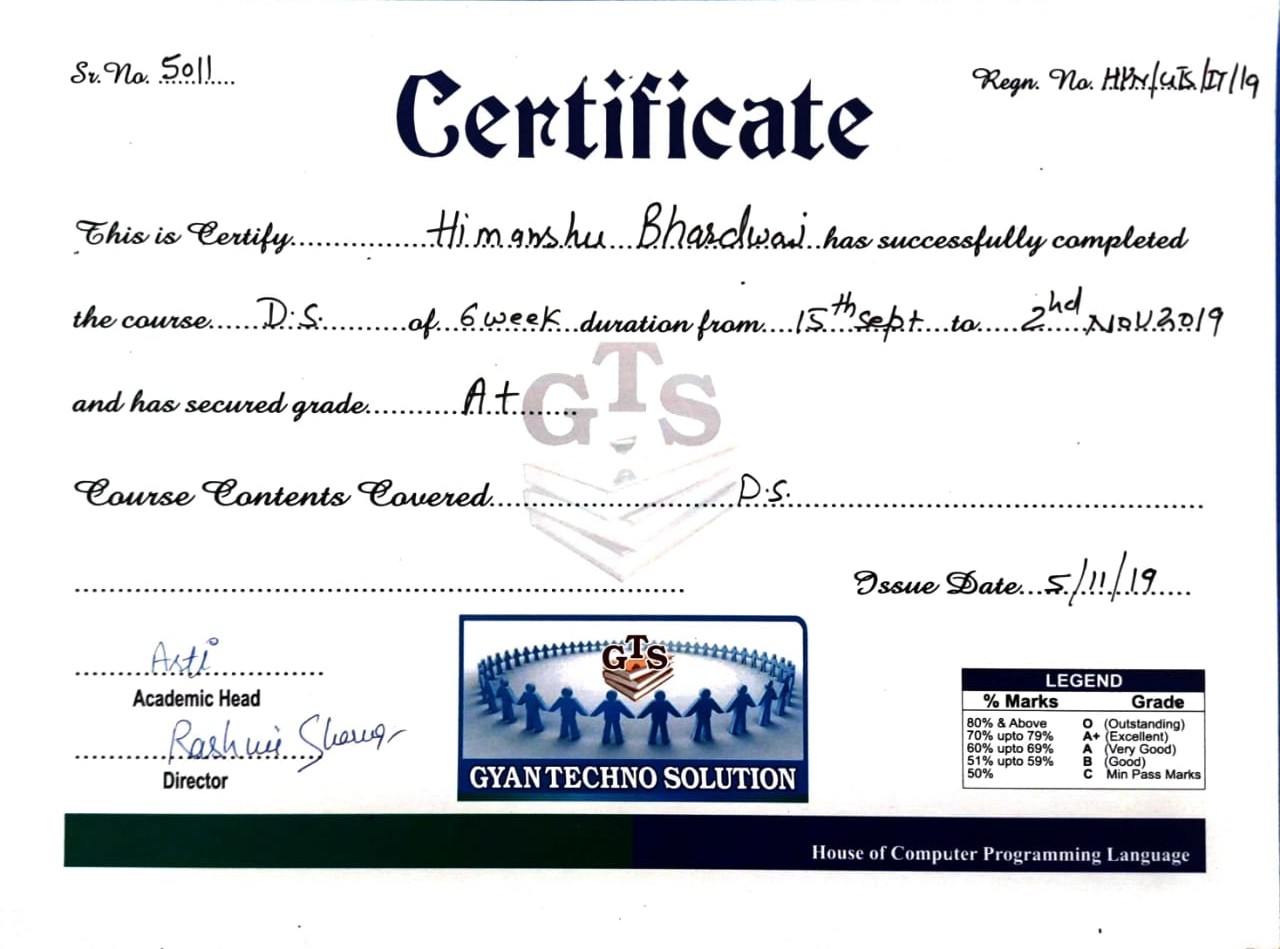 Sr. No. 5011
Regn. No. /19
Certificate
This is Certify Himanshu Bhardwaj has successfully completed
the course D.S. of 6 week duration from 15th Sept to 2nd Nov 2019
and has secured grade A+
GTS
Course Contents Covered D.S.
Issue Date 5/11/19
Arti
Academic Head
Rashmi Sharma
Director
GTS
GYAN TECHNO SOLUTION
LEGEND
% Marks Grade
80% & Above O (Outstanding)
70% upto 79% A+ (Excellent)
60% upto 69% A (Very Good)
51% upto 59% B (Good)
50% C Min Pass Marks
House of Computer Programming Language